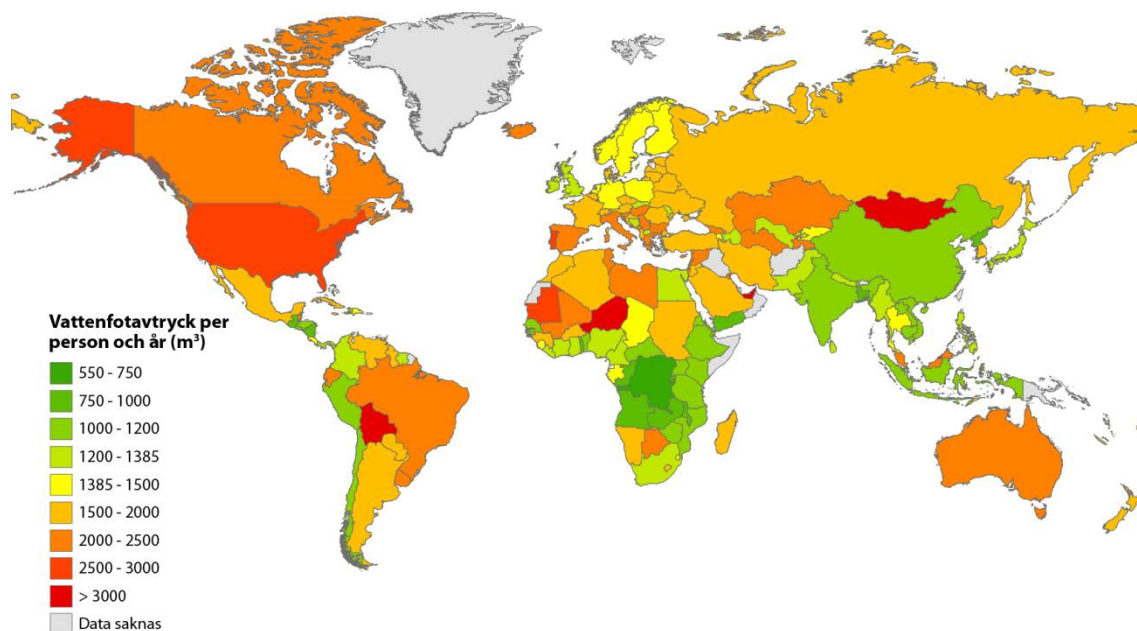 Vattenfotavtryck per
person och år (m³)
550 - 750
750 - 1000
1000 - 1200
1200 - 1385
1385 - 1500
1500 - 2000
2000 - 2500
2500 - 3000
> 3000
Data saknas